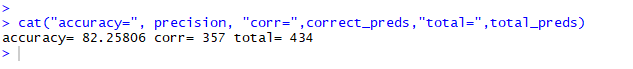 >
> cat("accuracy=", precision, "corr=",correct_preds,"total=",total_preds)
accuracy= 82.25806 corr= 357 total= 434
>